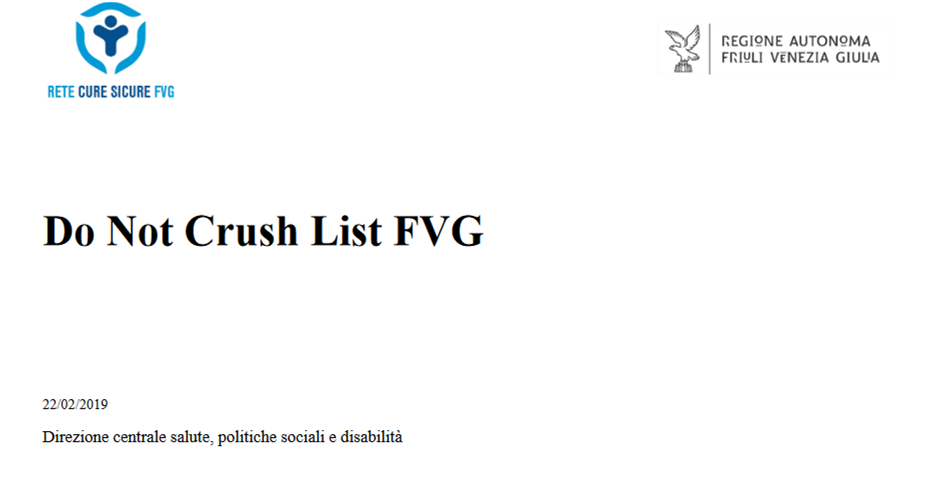 RETE CURE SICURE FVG
REGIONE AUTONOMA
FRIULI VENEZIA GIULIA
Do Not Crush List FVG
22/02/2019
Direzione centrale salute, politiche sociali e disabilità